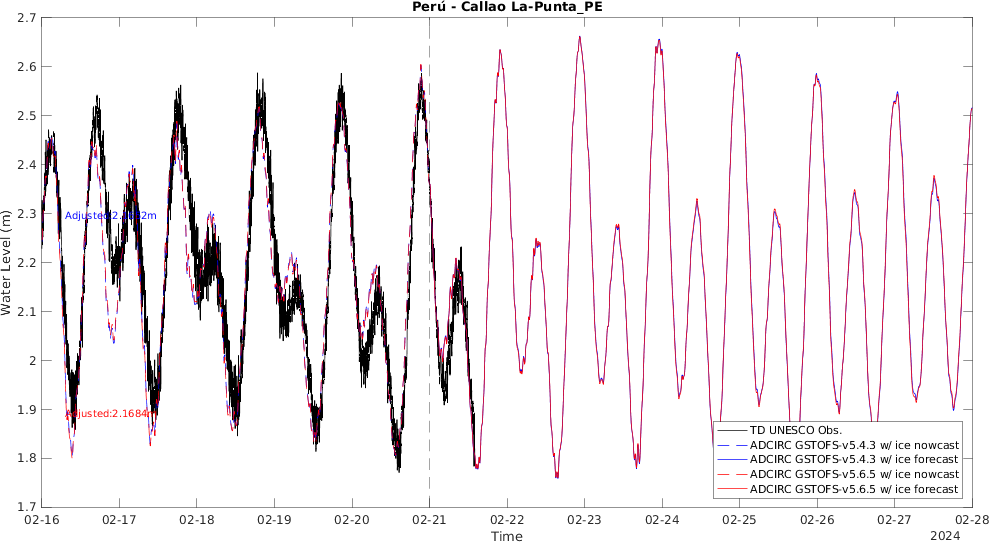 Perú - Callao La-Punta_PE
2.7
2.6
2.5
2.4
2.3
2.2
2.1
2
1.9
1.8
1.7
Water Level (m)
Adjusted:2.1684m
TD UNESCO Obs.
ADCIRC GSTOFS-v5.4.3 w/ ice nowcast
ADCIRC GSTOFS-v5.4.3 w/ ice forecast
ADCIRC GSTOFS-v5.6.5 w/ ice nowcast
ADCIRC GSTOFS-v5.6.5 w/ ice forecast
02-16 02-17 02-18 02-19 02-20 02-21 02-22 02-23 02-24 02-25 02-26 02-27 02-28
Time
2024